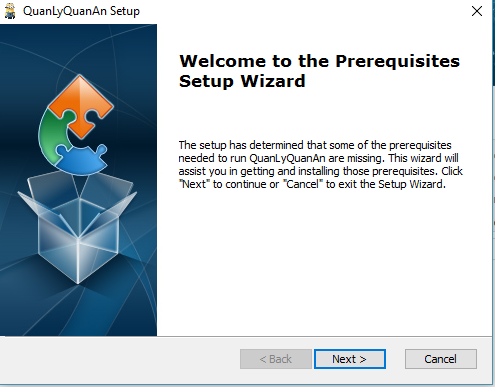 QuanLyQuanAn Setup
Welcome to the Prerequisites
Setup Wizard
The setup has determined that some of the prerequisites
needed to run QuanLyQuanAn are missing. This wizard will
assist you in getting and installing those prerequisites. Click
"Next" to continue or "Cancel" to exit the Setup Wizard.
< Back
Next >
Cancel